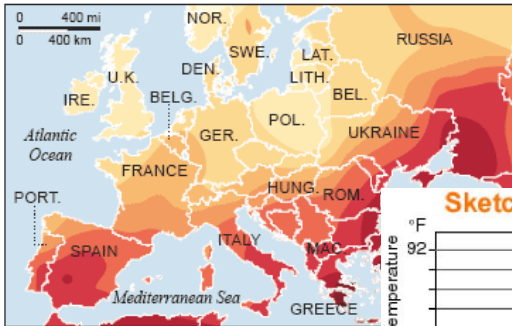 0 400 mi
0 400 km
NOR.
SWE.
RUSSIA
LAT.
U.K.
DEN.
LITH.
IRE.
BELG.
BEL.
Atlantic
Ocean
GER.
POL.
UKRAINE
FRANCE
HUNG.
ROM.
PORT.
SPAIN
ITALY
MAC.
Mediterranean Sea
GREECE
Sketc
°F
92
emperature